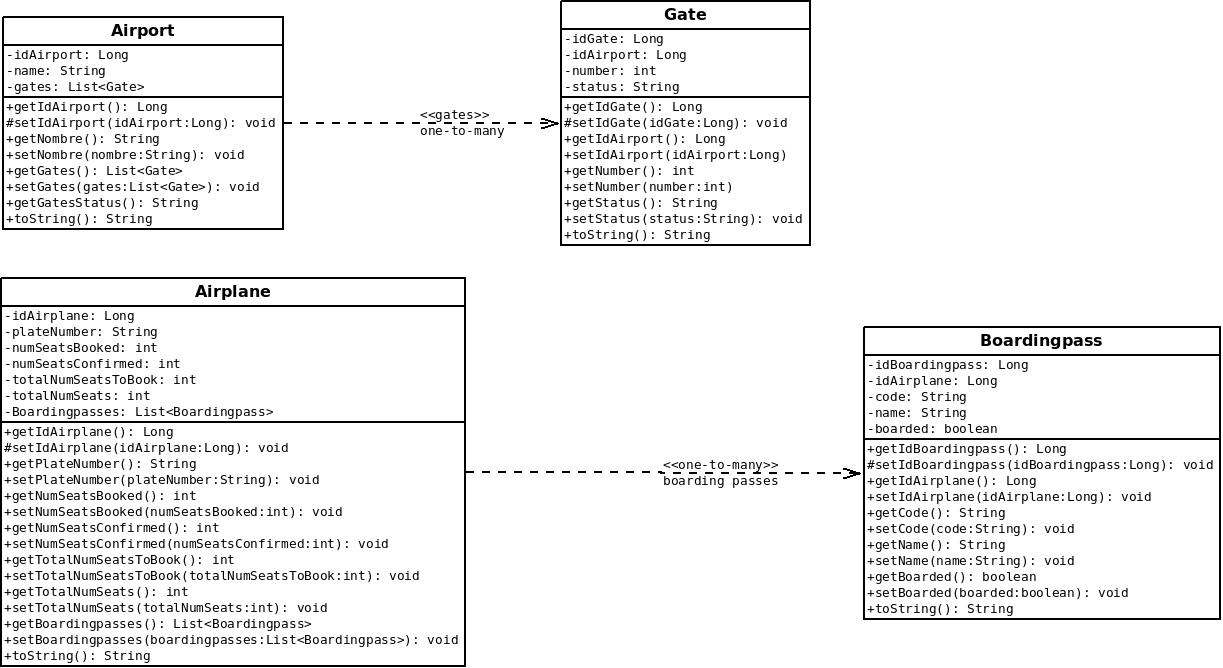 Airport
-idAirport: Long
-name: String
-gates: List<Gate>
+getIdAirport(): Long
#setIdAirport(idAirport:Long): void
+getNombre(): String
+setNombre(nombre:String): void
+getGates(): List<Gate>
+setGates(gates:List<Gate>): void
+getGatesStatus(): String
+toString(): String
<<gates>>
one-to-many
Gate
-idGate: Long
-idAirport: Long
-number: int
-status: String
+getIdGate(): Long
#setIdGate(idGate:Long): void
+getIdAirport(): Long
+setIdAirport(idAirport:Long)
+getNumber(): int
+setNumber(number:int)
+getStatus(): String
+setStatus(status:String): void
+toString(): String
Airplane
-idAirplane: Long
-plateNumber: String
-numSeatsBooked: int
-numSeatsConfirmed: int
-totalNumSeatsToBook: int
-totalNumSeats: int
-Boardingpasses: List<Boardingpass>
+getIdAirplane(): Long
#setIdAirplane(idAirplane:Long): void
+getPlateNumber(): String
+setPlateNumber(plateNumber:String): void
+getNumSeatsBooked(): int
+setNumSeatsBooked(numSeatsBooked:int): void
+getNumSeatsConfirmed(): int
+setNumSeatsConfirmed(numSeatsConfirmed:int): void
+getTotalNumSeatsToBook(): int
+setTotalNumSeatsToBook(totalNumSeatsToBook:int): void
+getTotalNumSeats(): int
+setTotalNumSeats(totalNumSeats:int): void
+getBoardingpasses(): List<Boardingpass>
+setBoardingpasses(boardingpasses:List<Boardingpass>): void
+toString(): String
<<one-to-many>>
boarding passes
Boardingpass
-idBoardingpass: Long
-idAirplane: Long
-code: String
-name: String
-boarded: boolean
+getIdBoardingpass(): Long
#setIdBoardingpass(idBoardingpass:Long): void
+getIdAirplane(): Long
+setIdAirplane(idAirplane:Long): void
+getCode(): String
+setCode(code:String): void
+getName(): String
+setName(name:String): void
+getBoarded(): boolean
+setBoarded(boarded:boolean): void
+toString(): String